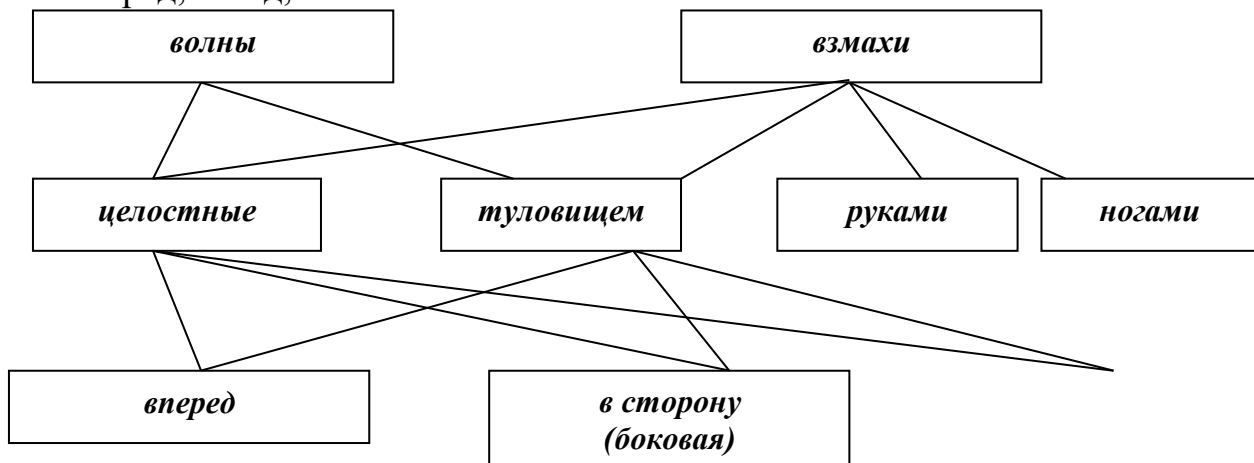 волны
взмахи
целостные
туловищем
руками
ногами
вперед
в сторону
(боковая)